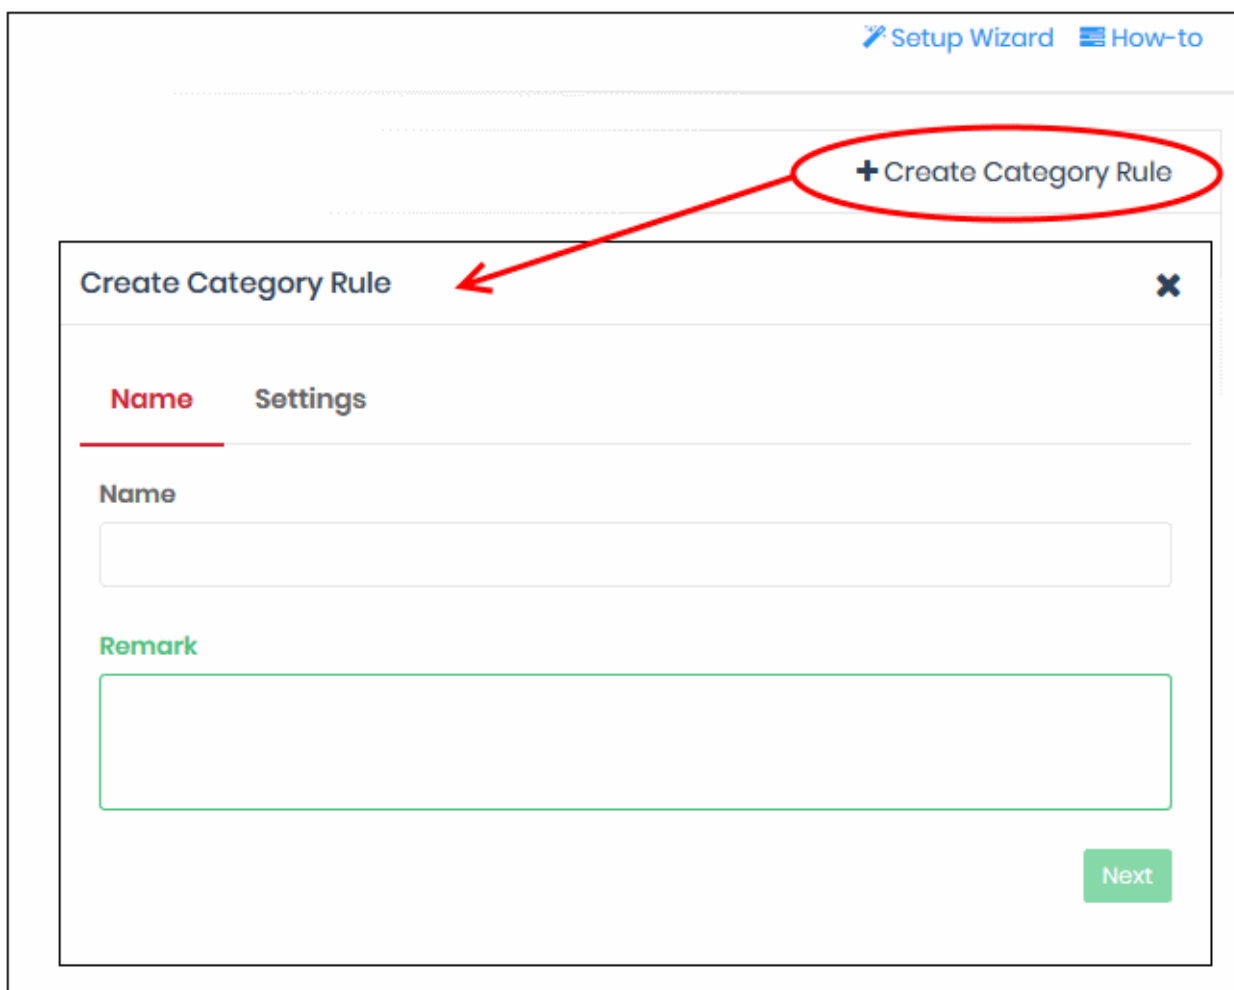 Setup Wizard How-to
Create Category Rule
Create Category Rule
Name Settings
Name
Remark
Next